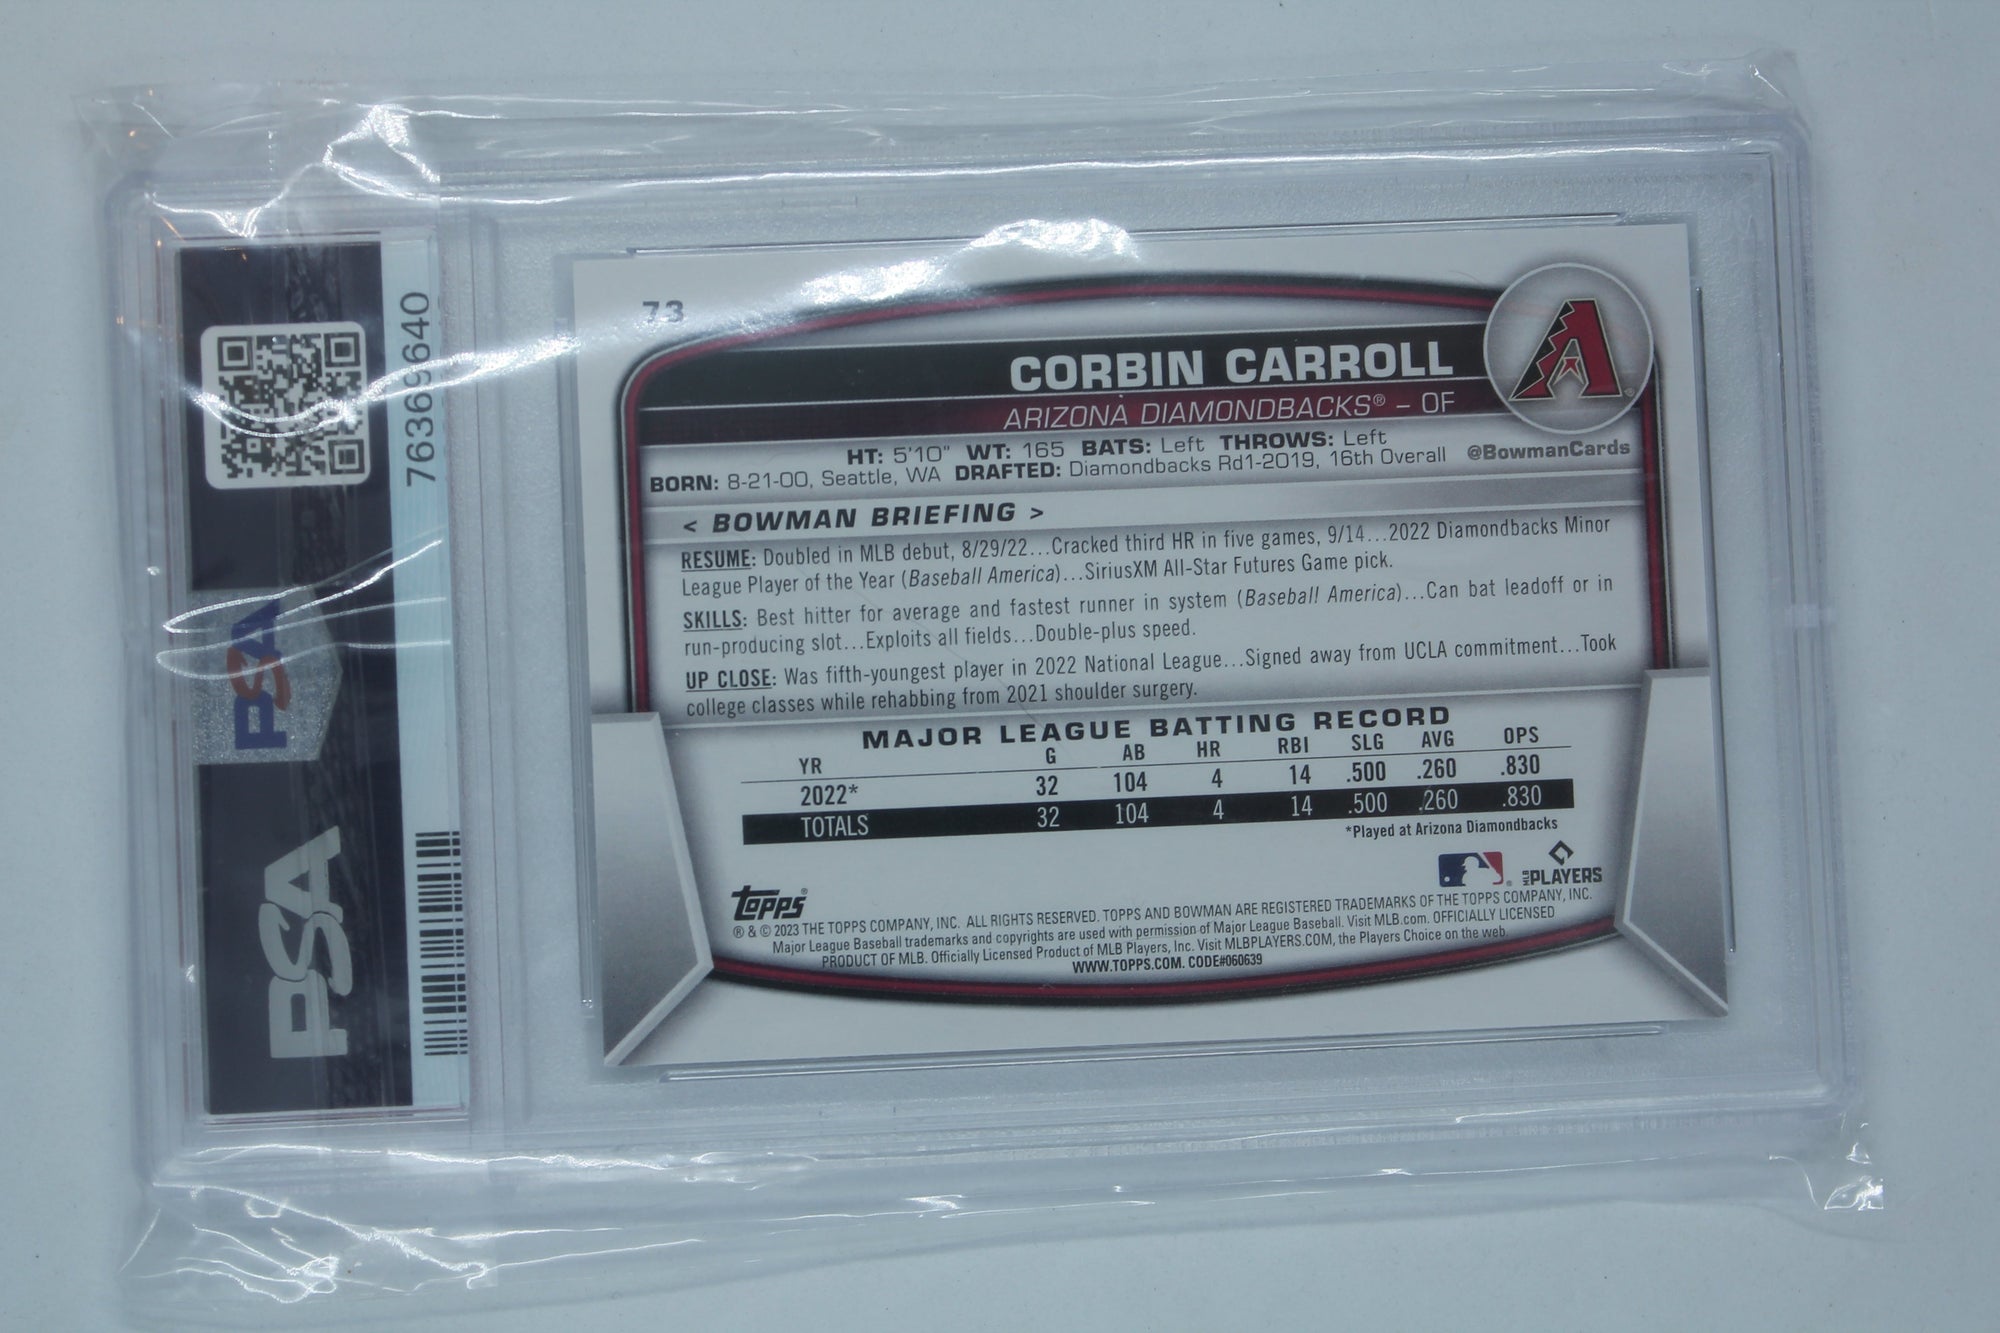 76369640
PSA
PSA
73
CORBIN CARROLL
ARIZONA DIAMONDBACKS® – OF
HT: 5'10" WT: 165 BATS: Left THROWS: Left
BORN: 8-21-00, Seattle, WA DRAFTED: Diamondbacks Rd1-2019, 16th Overall
@BowmanCards
< BOWMAN BRIEFING >
RESUME: Doubled in MLB debut, 8/29/22...Cracked third HR in five games, 9/14...2022 Diamondbacks Minor
League Player of the Year (Baseball America)...SiriusXM All-Star Futures Game pick.
SKILLS: Best hitter for average and fastest runner in system (Baseball America)...Can bat leadoff or in
run-producing slot...Exploits all fields...Double-plus speed.
UP CLOSE: Was fifth-youngest player in 2022 National League...Signed away from UCLA commitment...Took
college classes while rehabbing from 2021 shoulder surgery.
MAJOR LEAGUE BATTING RECORD
YR G AB HR RBI SLG AVG OPS
2022* 32 104 4 14 .500 .260 .830
TOTALS 32 104 4 14 .500 .260 .830
*Played at Arizona Diamondbacks
MLB PLAYERS
Topps®
® & © 2023 THE TOPPS COMPANY, INC. ALL RIGHTS RESERVED. TOPPS AND BOWMAN ARE REGISTERED TRADEMARKS OF THE TOPPS COMPANY, INC.
Major League Baseball trademarks and copyrights are used with permission of Major League Baseball. Visit MLB.com. OFFICIALLY LICENSED
PRODUCT OF MLB. Officially Licensed Product of MLB Players, Inc. Visit MLBPLAYERS.COM, the Players Choice on the web.
WWW.TOPPS.COM. CODE#060639